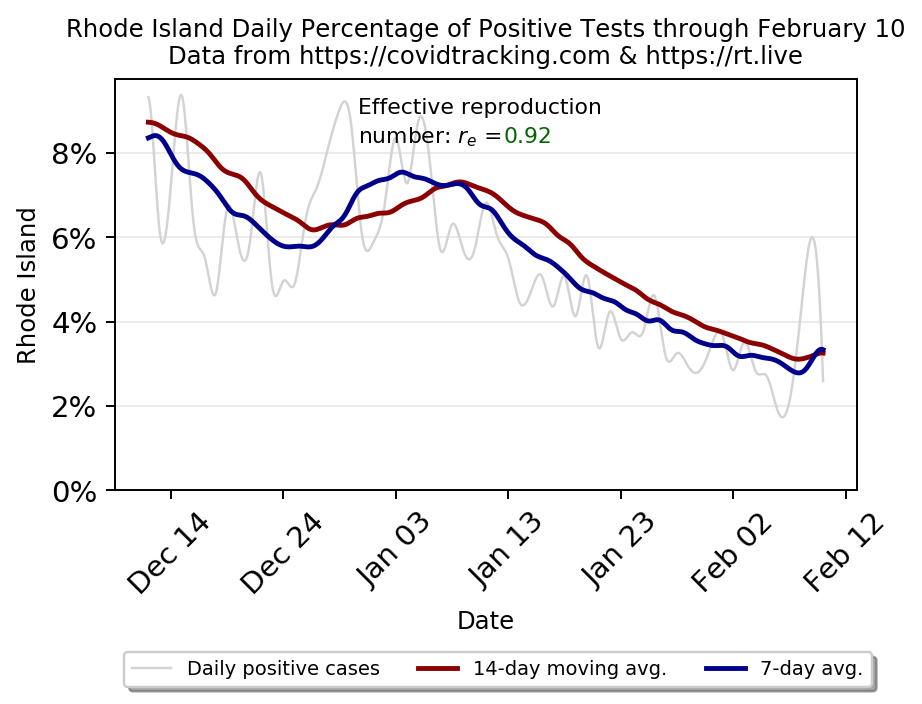 Rhode Island Daily Percentage of Positive Tests through February 10
Data from https://covidtracking.com & https://rt.live
Effective reproduction
number: rₑ =0.92
Rhode Island
8%
6%
4%
2%
0%
Dec 14
Dec 24
Jan 03
Jan 13
Jan 23
Feb 02
Feb 12
Date
Daily positive cases
14-day moving avg.
7-day avg.